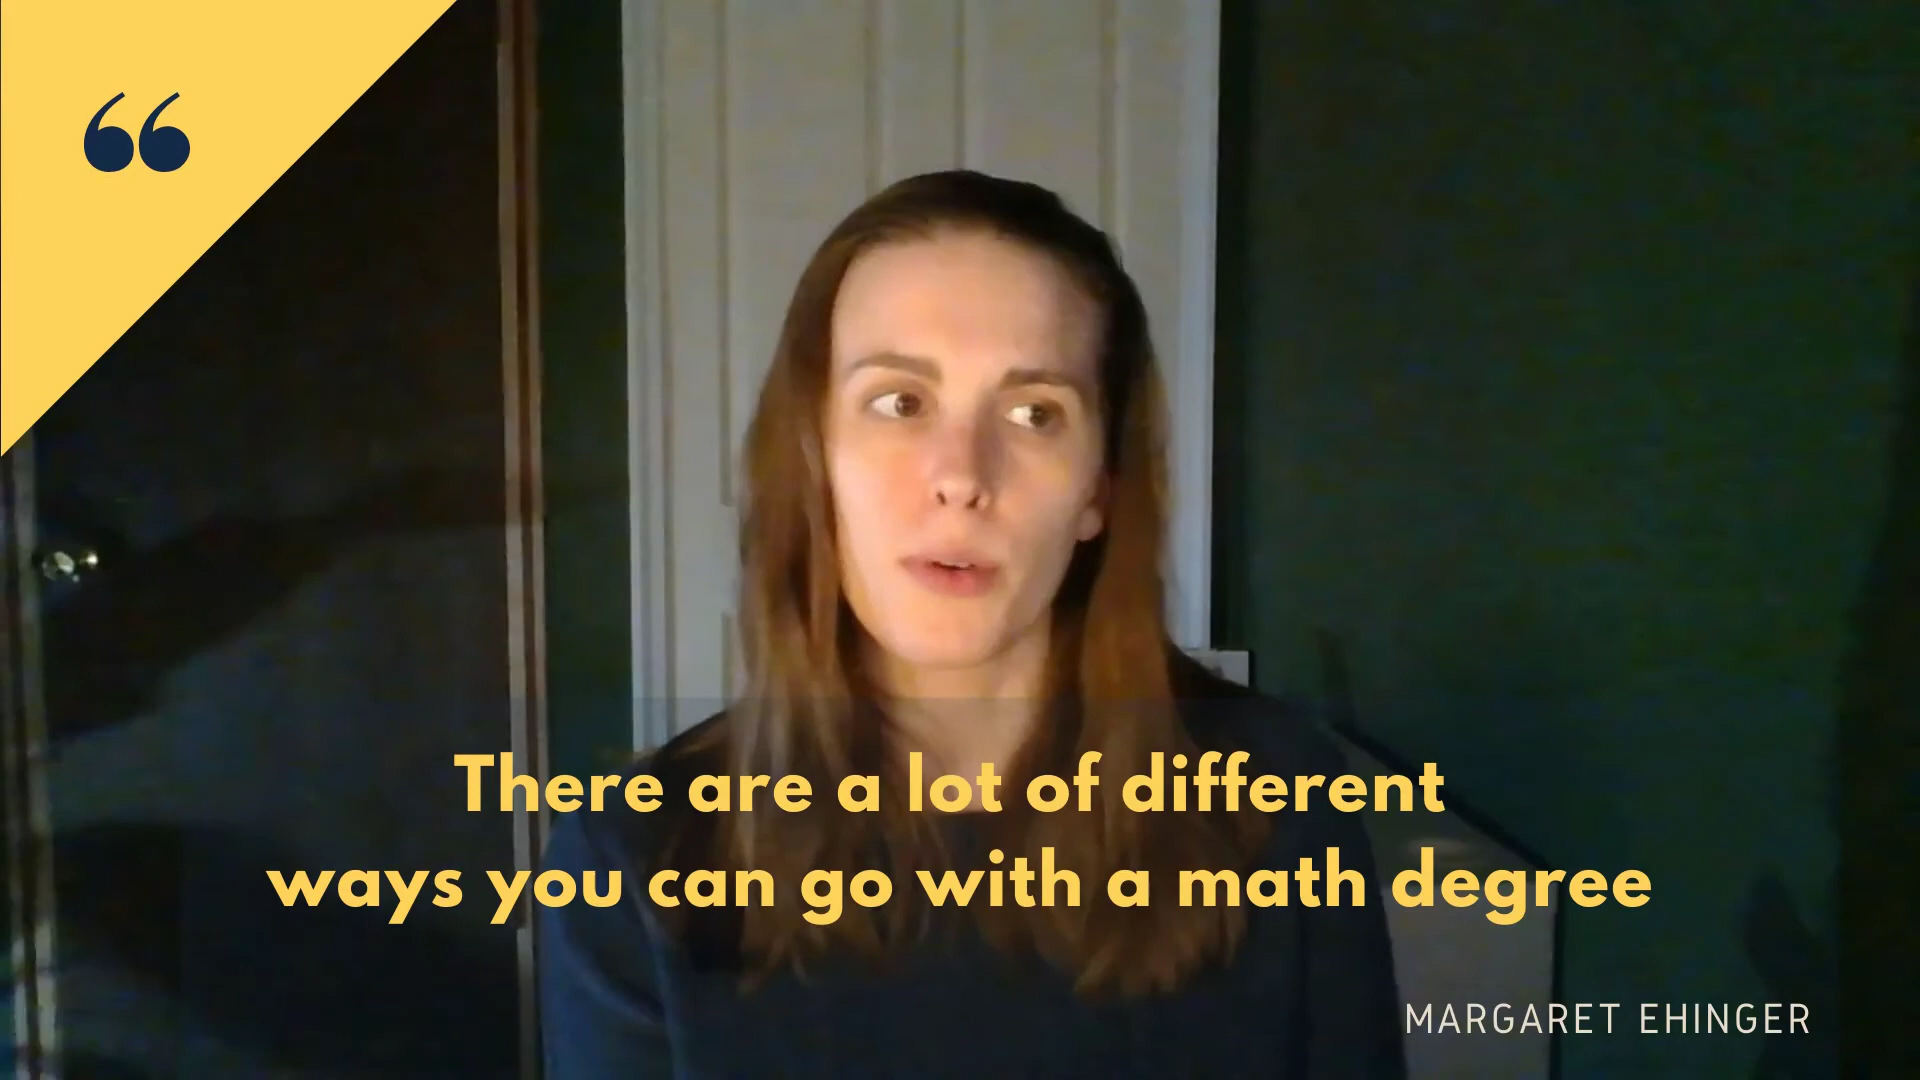 “
There are a lot of different
ways you can go with a math degree
MARGARET EHINGER